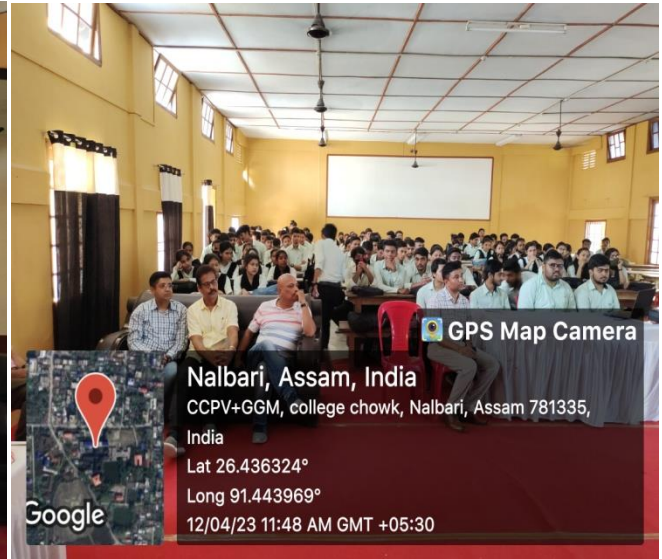 GPS Map Camera
Nalbari, Assam, India
CCPV+GGM, college chowk, Nalbari, Assam 781335,
India
Lat 26.436324°
Long 91.443969°
12/04/23 11:48 AM GMT +05:30
Google